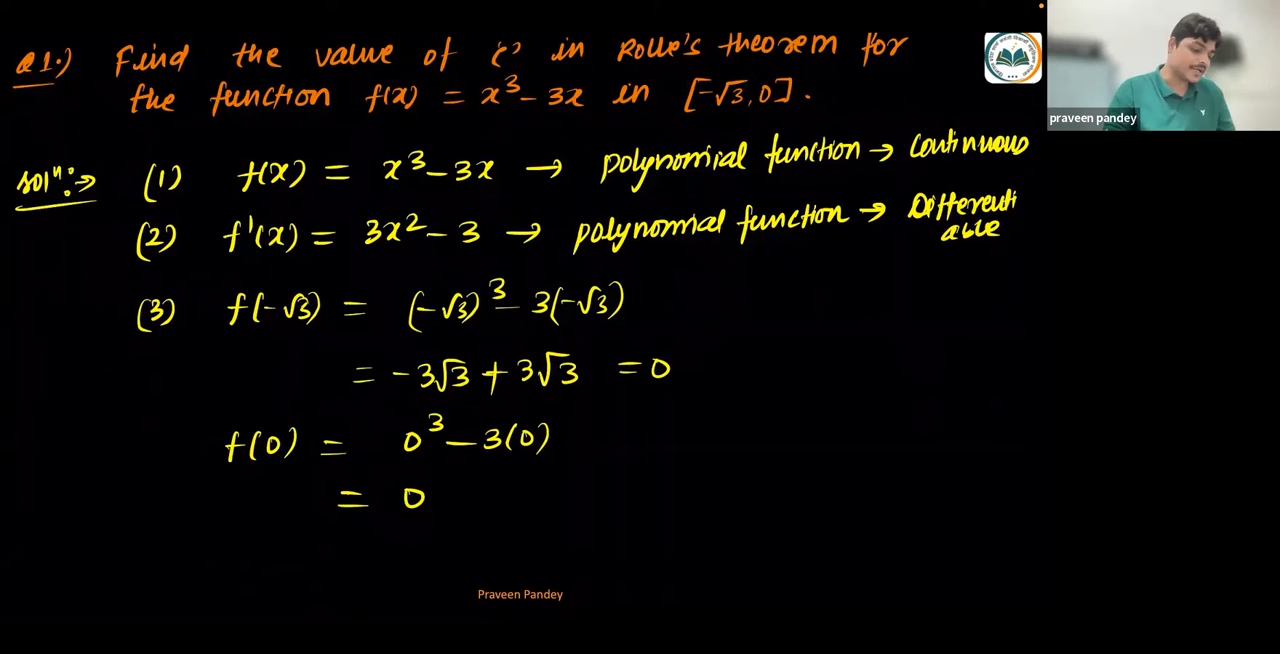 Q1.) Find the value of 'c' in Rolle's theorem for
the function f(x) = x³ - 3x in [-√3, 0].
praveen pandey
Solⁿ:→ (1) f(x) = x³ - 3x → polynomial function → Continuous
(2) f'(x) = 3x² - 3 → polynomial function → Differenti
able
(3) f(-√3) = (-√3)³ - 3(-√3)
= -3√3 + 3√3 = 0
f(0) = 0³ - 3(0)
= 0
Praveen Pandey